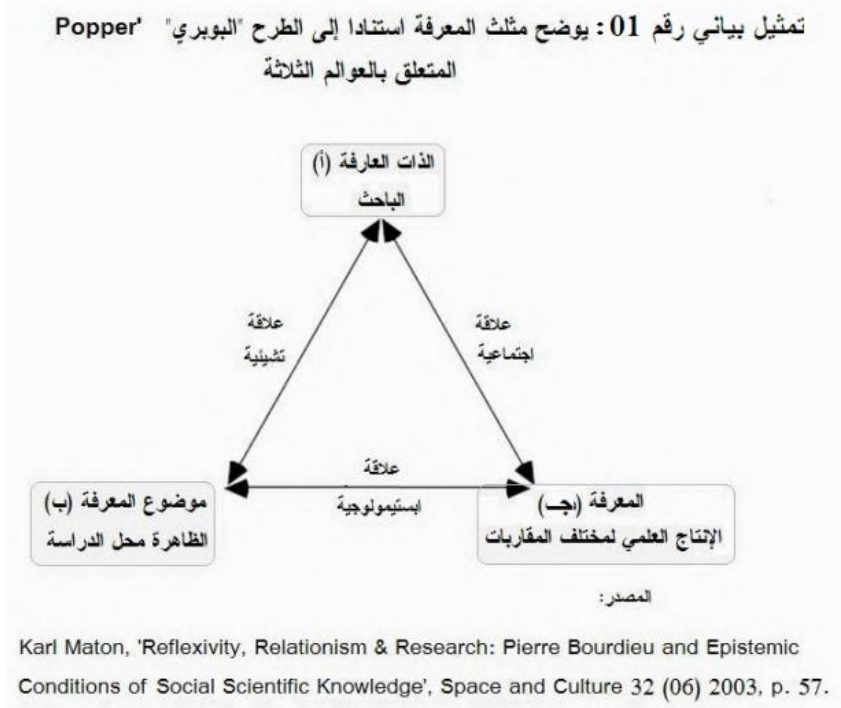 تمثيل بياني رقم 01 : يوضح مثلث المعرفة استنادا إلى الطرح "البوبري" Popper'
المتعلق بالعوالم الثلاثة
الذات العارفة (أ)
الباحث
علاقة
تشيئية
علاقة
اجتماعية
علاقة
ابستيمولوجية
موضوع المعرفة (ب)
الظاهرة محل الدراسة
المعرفة (جـ)
الإنتاج العلمي لمختلف المقاربات
المصدر:
Karl Maton, 'Reflexivity, Relationism & Research: Pierre Bourdieu and Epistemic
Conditions of Social Scientific Knowledge', Space and Culture 32 (06) 2003, p. 57.